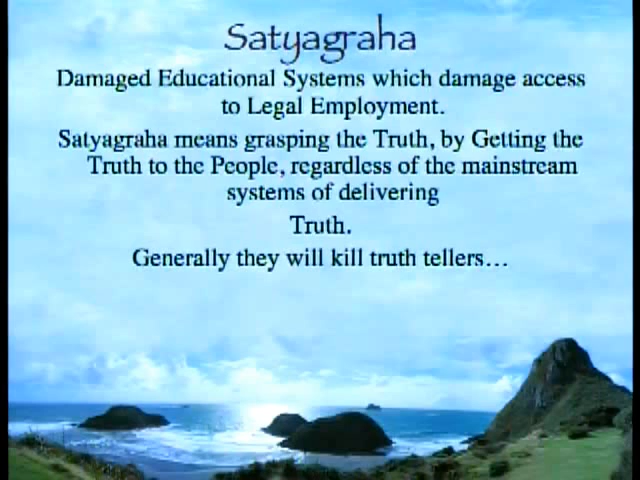 Satyagraha
Damaged Educational Systems which damage access
to Legal Employment.
Satyagraha means grasping the Truth, by Getting the
Truth to the People, regardless of the mainstream
systems of delivering
Truth.
Generally they will kill truth tellers…